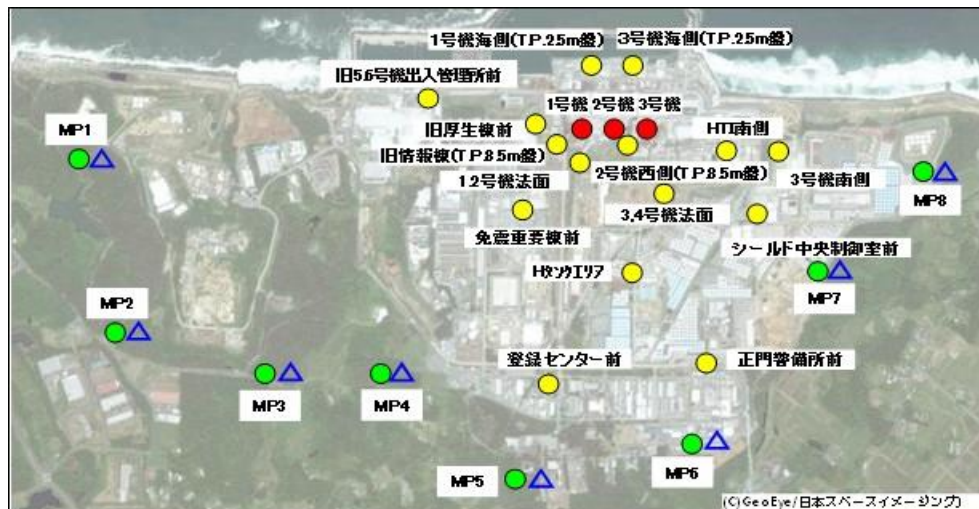 1号機海側(T.P.2.5m盤)
3号機海側(T.P.2.5m盤)
旧5,6号機出入管理所前
1号機 2号機 3号機
MP1
旧厚生棟前
HTI南側
旧情報棟(T.P.8.5m盤)
2号機西側(T.P.8.5m盤)
3号機南側
MP8
1.2号機法面
3,4号機法面
免震重要棟前
シールド中央制御室前
Hタンクエリア
MP7
MP2
登録センター前
正門警備所前
MP3
MP4
MP5
MP6
(C)GeoEye/日本スペースイメージング)